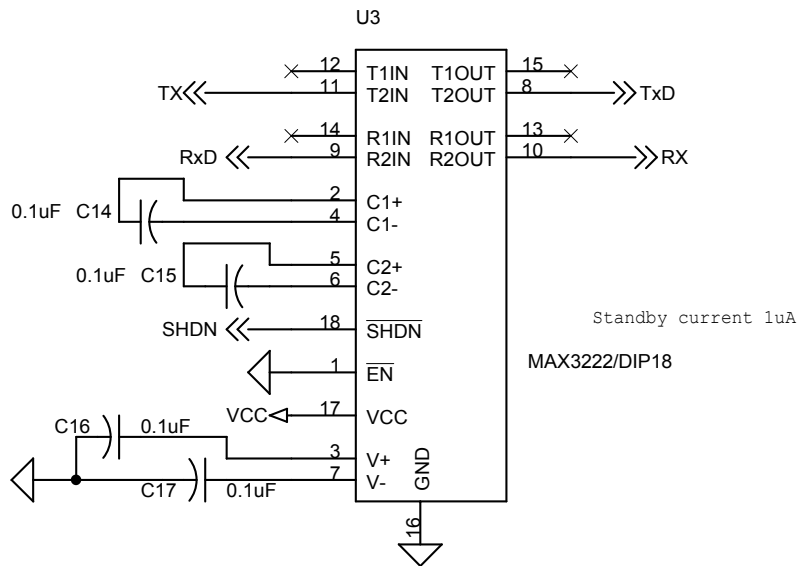 U3
12 T1IN T1OUT 15
TX 11 T2IN T2OUT 8 TxD
14 R1IN R1OUT 13
RxD 9 R2IN R2OUT 10 RX
2 C1+
0.1uF C14 4 C1-
5 C2+
0.1uF C15 6 C2-
Standby current 1uA
SHDN 18 SHDN
MAX3222/DIP18
1 EN
VCC 17 VCC
C16 0.1uF 3 V+
C17 0.1uF 7 V-
GND
16